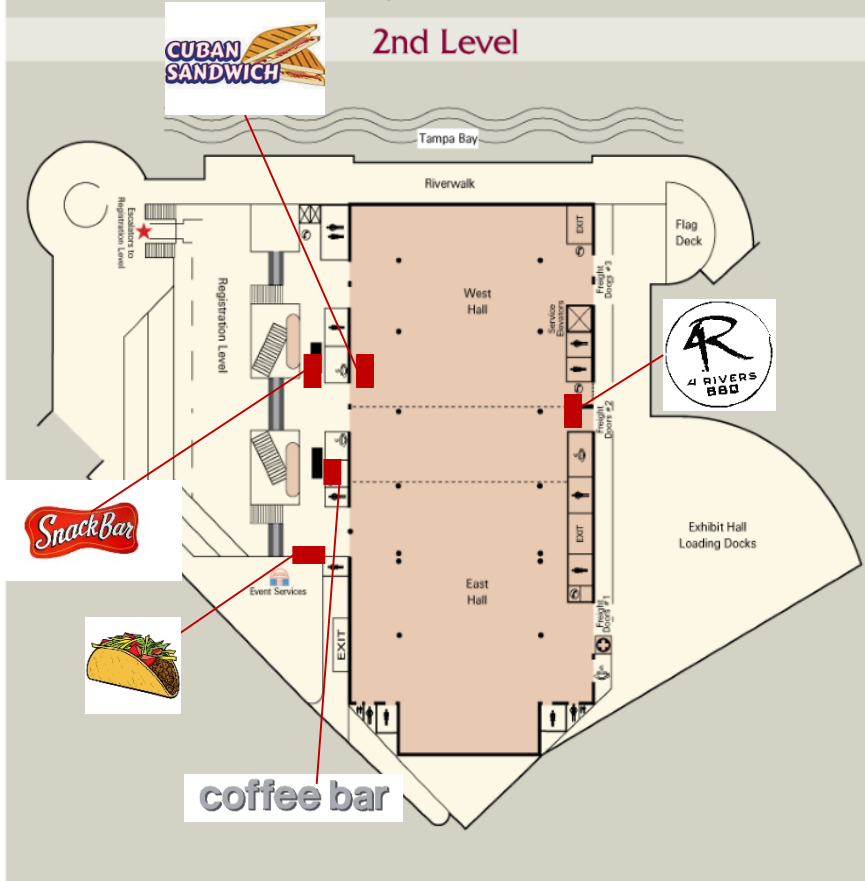 2nd Level
CUBAN
SANDWICH
Tampa Bay
Riverwalk
Escalators to
Registration Level
EXIT
Flag
Deck
Freight
Doors #3
Registration Level
West
Hall
Service
Elevators
4R
4 RIVERS
BBQ
Freight
Doors #2
SnackBar
Exhibit Hall
Loading Docks
EXIT
Event Services
East
Hall
Freight
Doors #1
EXIT
coffee bar